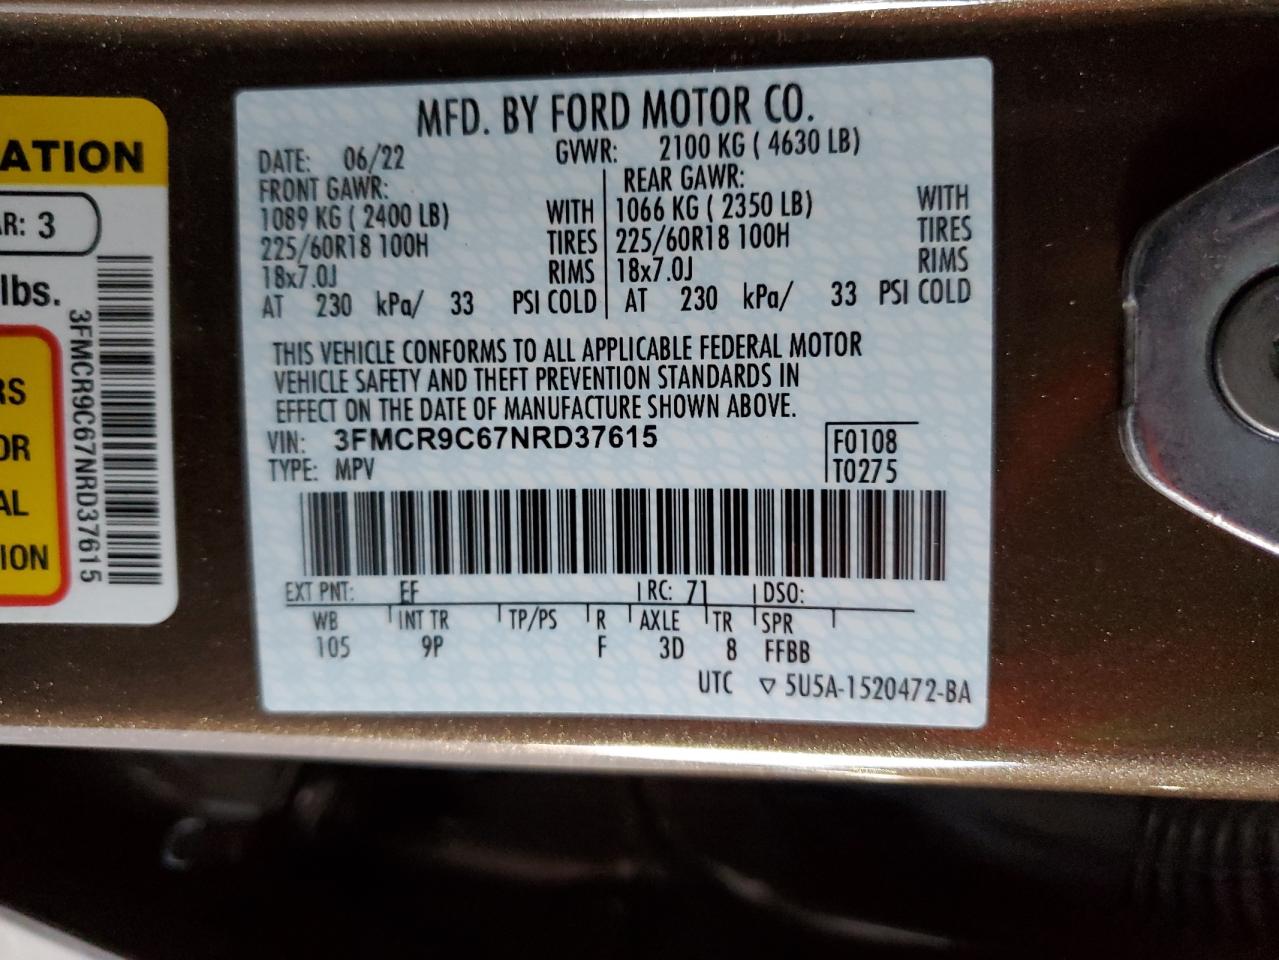 ATION
AR: 3
lbs.
RS
OR
AL
ION
3FMCR9C67NRD37615
MFD. BY FORD MOTOR CO.
DATE: 06/22 GVWR: 2100 KG ( 4630 LB)
FRONT GAWR: REAR GAWR:
1089 KG ( 2400 LB) WITH 1066 KG ( 2350 LB) WITH
225/60R18 100H TIRES 225/60R18 100H TIRES
18x7.0J RIMS 18x7.0J RIMS
AT 230 kPa/ 33 PSI COLD AT 230 kPa/ 33 PSI COLD
THIS VEHICLE CONFORMS TO ALL APPLICABLE FEDERAL MOTOR
VEHICLE SAFETY AND THEFT PREVENTION STANDARDS IN
EFFECT ON THE DATE OF MANUFACTURE SHOWN ABOVE.
VIN: 3FMCR9C67NRD37615 F0108
TYPE: MPV T0275
EXT PNT: EF RC: 71 DSO:
WB INT TR TP/PS R AXLE TR SPR
105 9P F 3D 8 FFBB
UTC ▽ 5U5A-1520472-BA